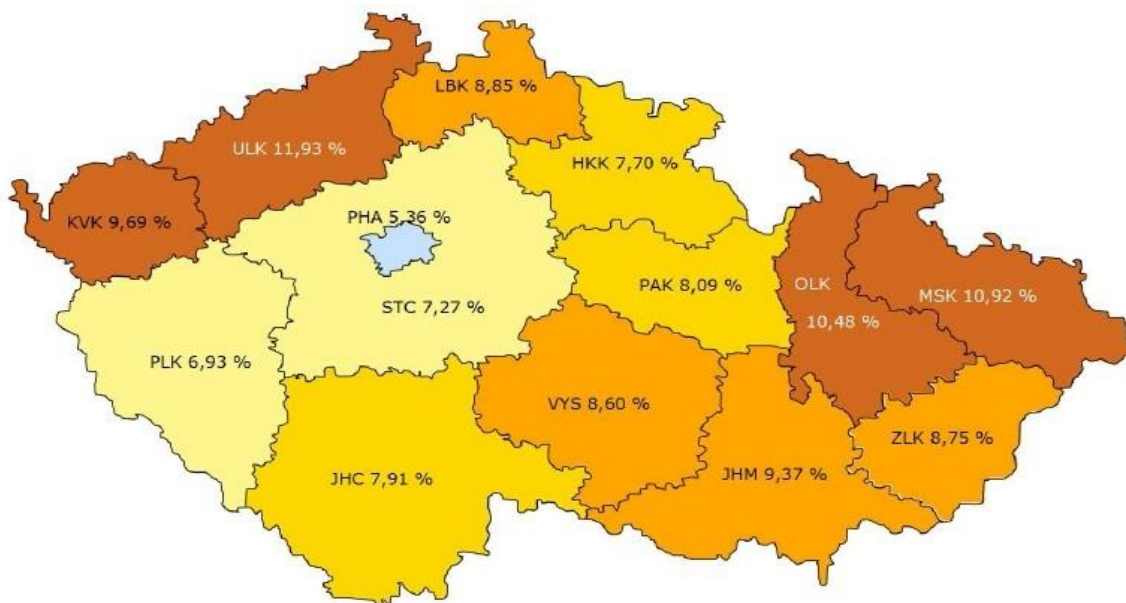 LBK 8,85 %
ULK 11,93 %
HKK 7,70 %
KVK 9,69 %
PHA 5,36 %
PAK 8,09 %
OLK
10,48 %
MSK 10,92 %
STC 7,27 %
PLK 6,93 %
VYS 8,60 %
ZLK 8,75 %
JHC 7,91 %
JHM 9,37 %